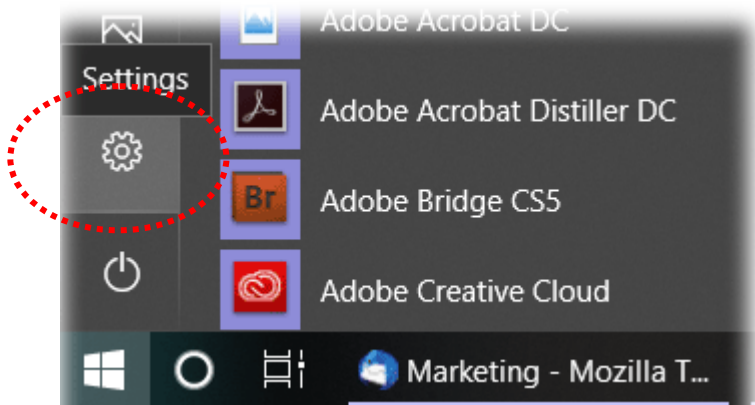 Adobe Acrobat DC
Settings
Adobe Acrobat Distiller DC
Br
Adobe Bridge CS5
Adobe Creative Cloud
Marketing - Mozilla T...